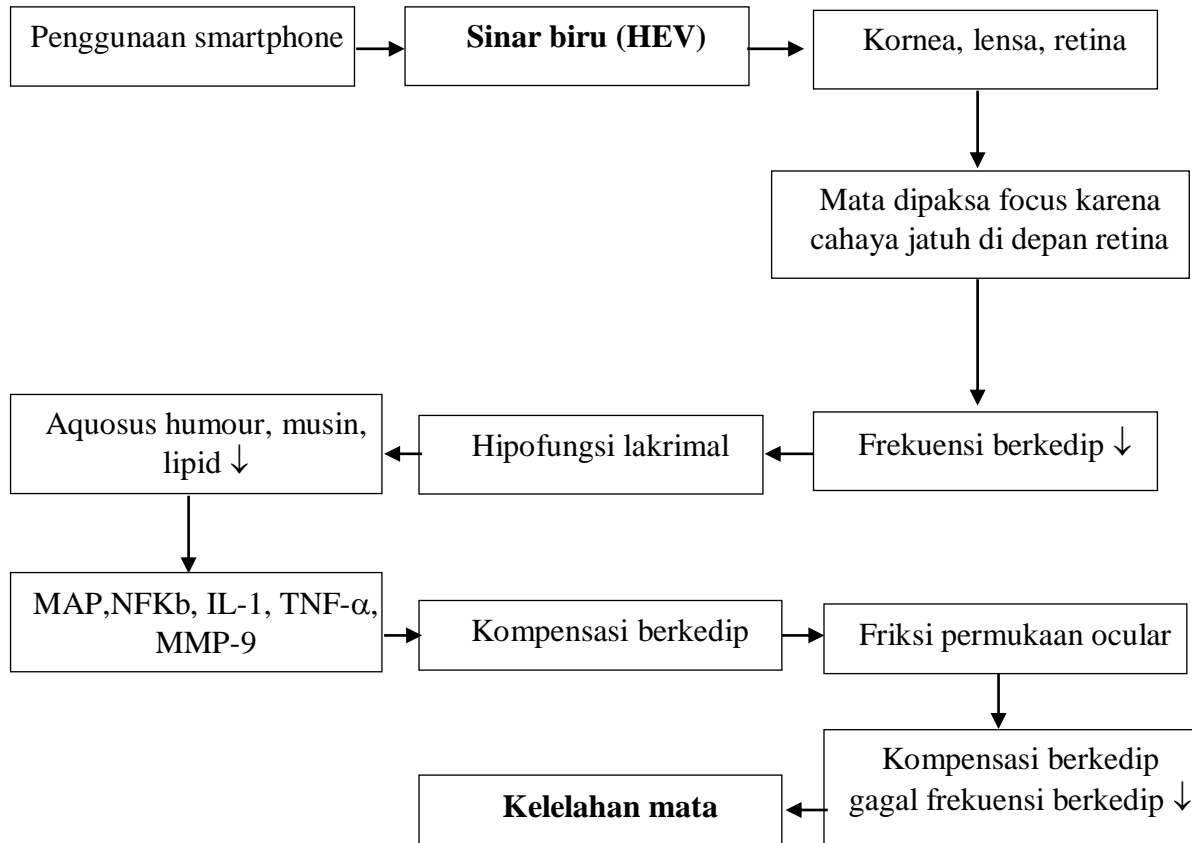 Penggunaan smartphone
Sinar biru (HEV)
Kornea, lensa, retina
Mata dipaksa focus karena
cahaya jatuh di depan retina
Frekuensi berkedip ↓
Hipofungsi lakrimal
Aquosus humour, musin,
lipid ↓
MAP,NFKb, IL-1, TNF-α,
MMP-9
Kompensasi berkedip
Friksi permukaan ocular
Kompensasi berkedip
gagal frekuensi berkedip ↓
Kelelahan mata